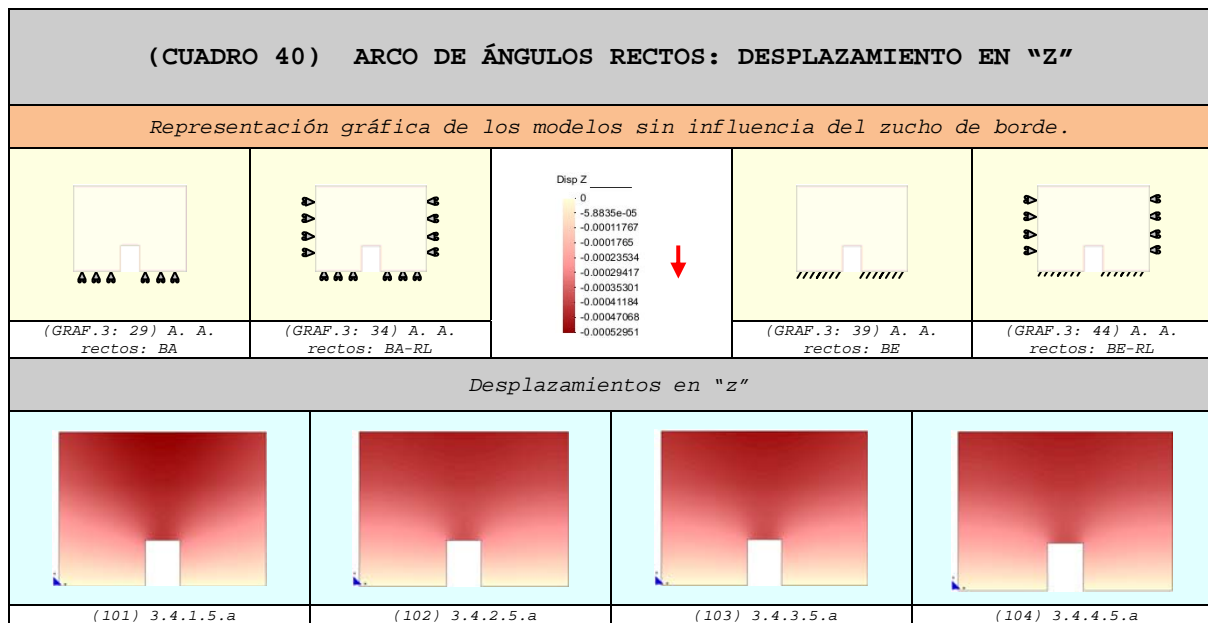 (CUADRO 40) ARCO DE ÁNGULOS RECTOS: DESPLAZAMIENTO EN “Z”
Representación gráfica de los modelos sin influencia del zucho de borde.
Disp Z
0
-5.8835e-05
-0.00011767
-0.0001765
-0.00023534
-0.00029417
-0.00035301
-0.00041184
-0.00047068
-0.00052951
(GRAF.3: 29) A. A.
rectos: BA
(GRAF.3: 34) A. A.
rectos: BA-RL
(GRAF.3: 39) A. A.
rectos: BE
(GRAF.3: 44) A. A.
rectos: BE-RL
Desplazamientos en “z”
(101) 3.4.1.5.a
(102) 3.4.2.5.a
(103) 3.4.3.5.a
(104) 3.4.4.5.a